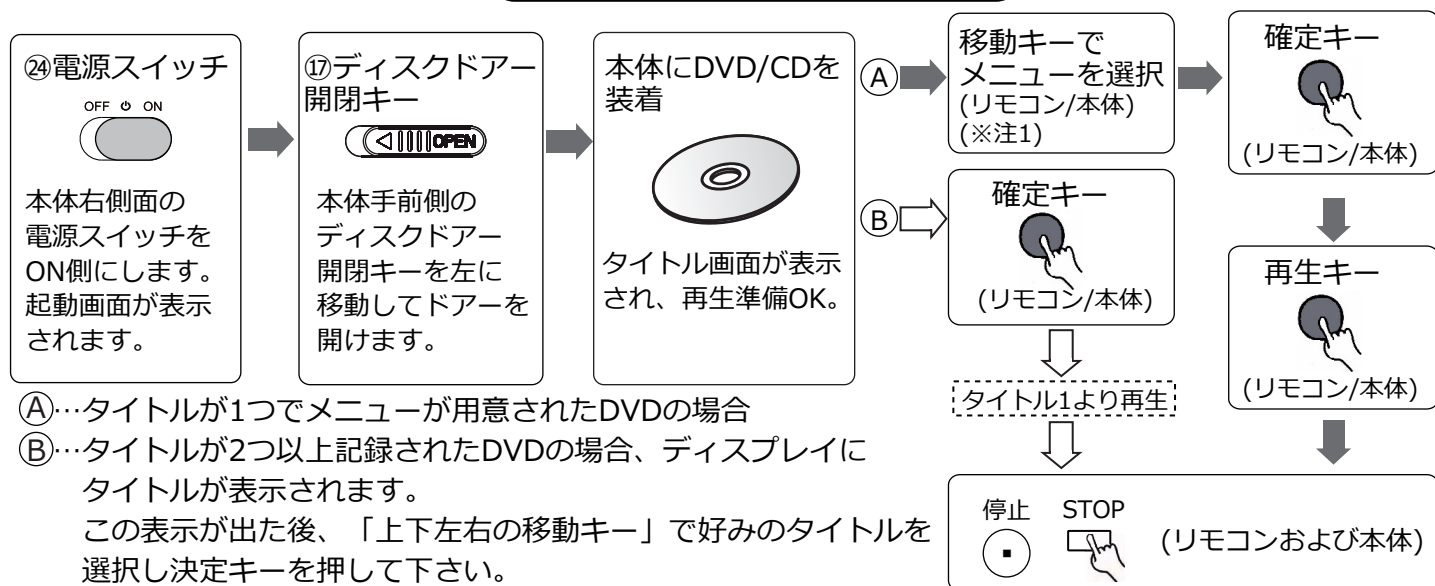 ㉔電源スイッチ
OFF ⏻ ON
本体右側面の
電源スイッチを
ON側にします。
起動画面が表示
されます。
⑰ディスクドアー
開閉キー
◁OPEN
本体手前側の
ディスクドアー
開閉キーを左に
移動してドアーを
開けます。
本体にDVD/CDを
装着
タイトル画面が表示
され、再生準備OK。
Ⓐ
移動キーで
メニューを選択
(リモコン/本体)
(※注1)
確定キー
(リモコン/本体)
再生キー
(リモコン/本体)
Ⓑ
確定キー
(リモコン/本体)
タイトル1より再生
停止 STOP
(リモコンおよび本体)
Ⓐ…タイトルが1つでメニューが用意されたDVDの場合
Ⓑ…タイトルが2つ以上記録されたDVDの場合、ディスプレイに
タイトルが表示されます。
この表示が出た後、「上下左右の移動キー」で好みのタイトルを
選択し決定キーを押して下さい。